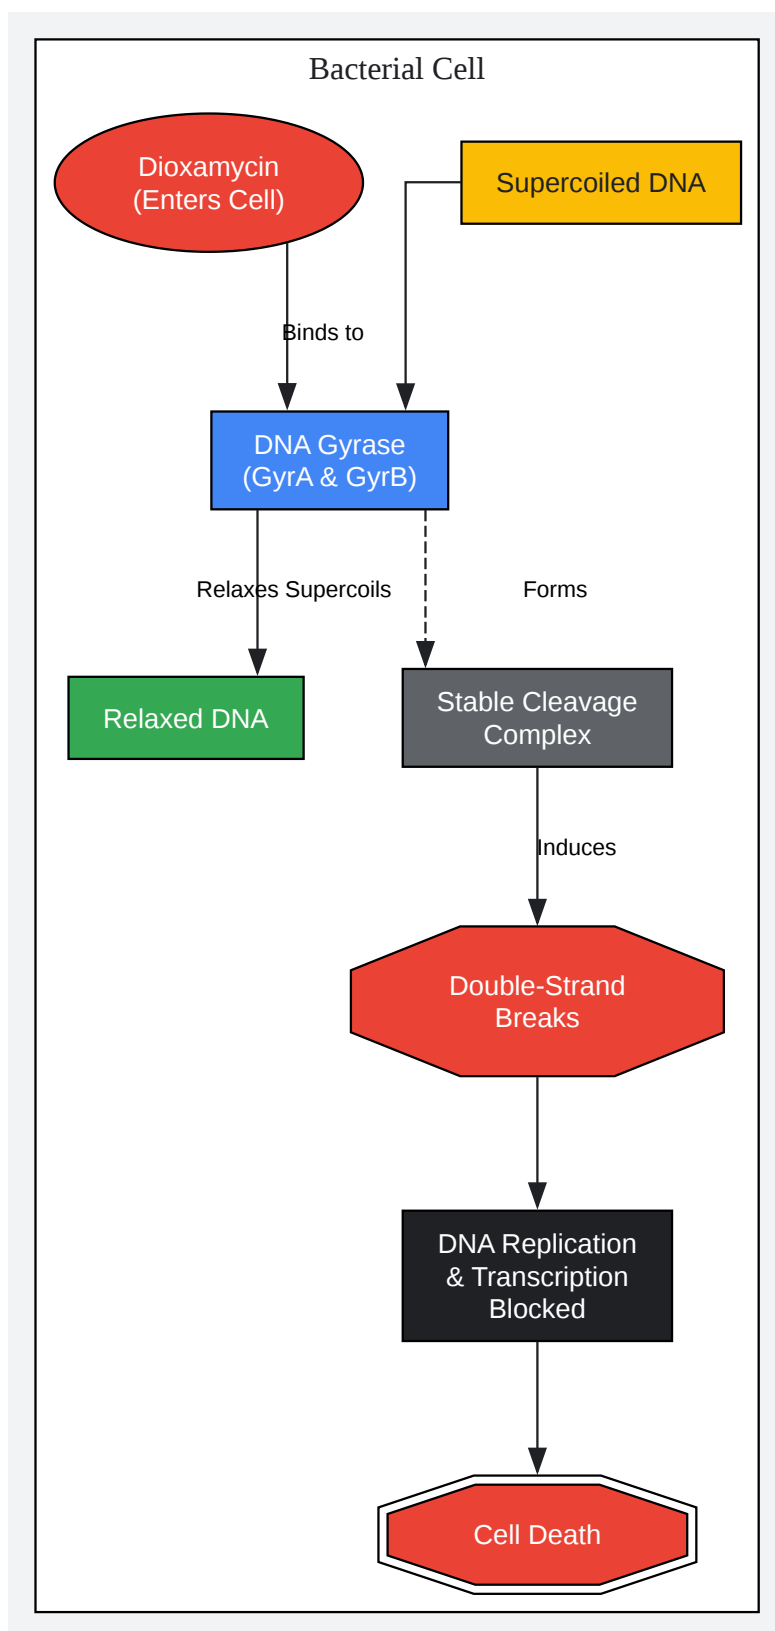 Bacterial Cell
Dioxamycin
(Enters Cell)
Supercoiled DNA
Binds to
DNA Gyrase
(GyrA & GyrB)
Relaxes Supercoils
Forms
Relaxed DNA
Stable Cleavage
Complex
Induces
Double-Strand
Breaks
DNA Replication
& Transcription
Blocked
Cell Death